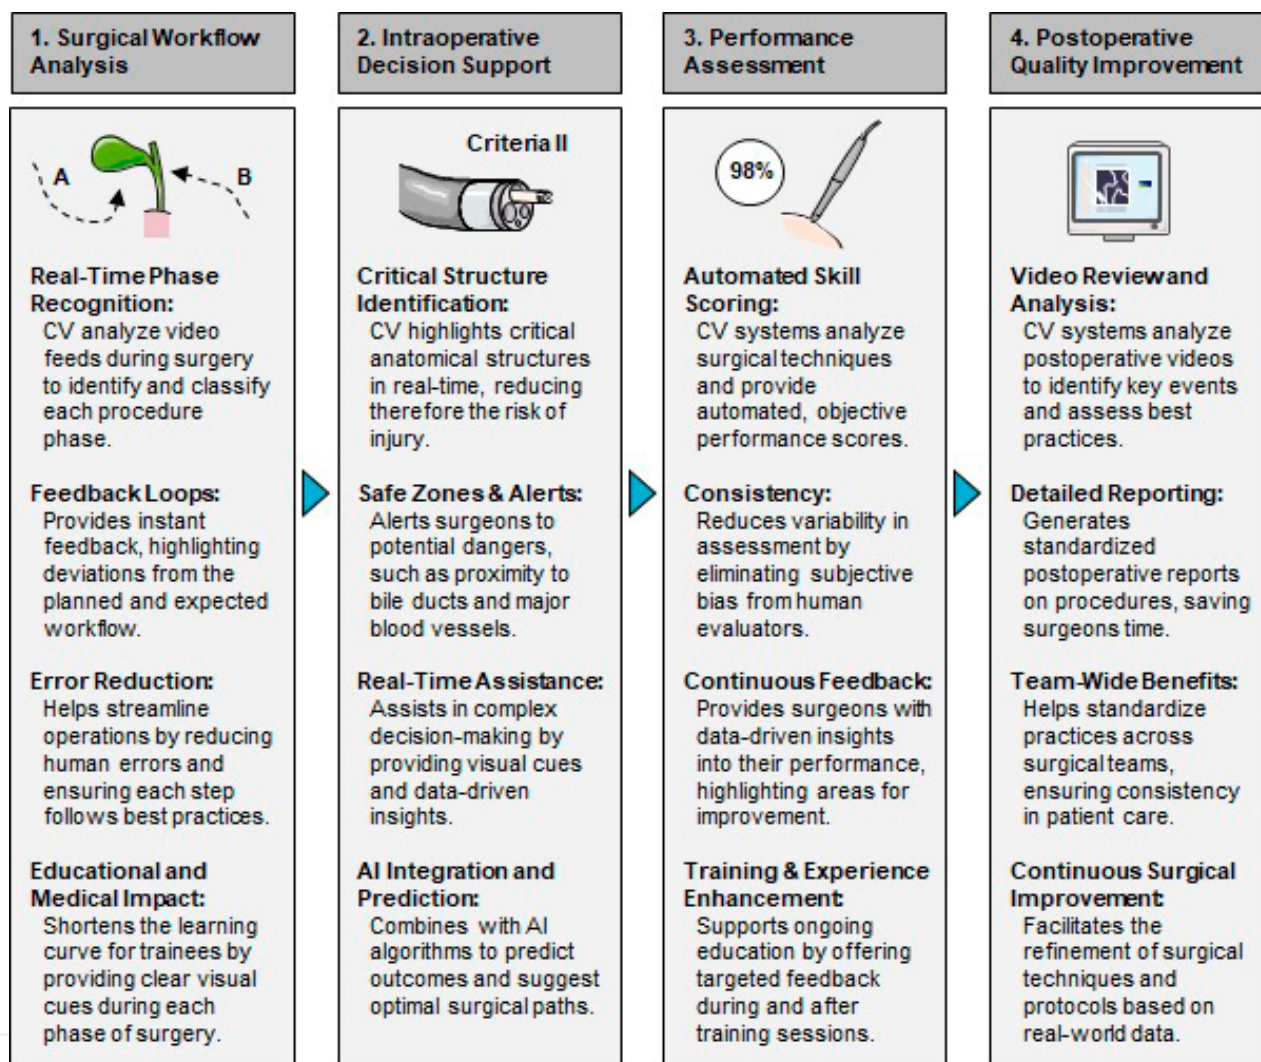 1. Surgical Workflow
Analysis
A
B
Real-Time Phase
Recognition:
CV analyze video
feeds during surgery
to identify and classify
each procedure
phase.
Feedback Loops:
Provides instant
feedback, highlighting
deviations from the
planned and expected
workflow.
Error Reduction:
Helps streamline
operations by reducing
human errors and
ensuring each step
follows best practices.
Educational and
Medical Impact:
Shortens the learning
curve for trainees by
providing clear visual
cues during each
phase of surgery.
2. Intraoperative
Decision Support
Criteria II
Critical Structure
Identification:
CV highlights critical
anatomical structures
in real-time, reducing
therefore the risk of
injury.
Safe Zones & Alerts:
Alerts surgeons to
potential dangers,
such as proximity to
bile ducts and major
blood vessels.
Real-Time Assistance:
Assists in complex
decision-making by
providing visual cues
and data-driven
insights.
AI Integration and
Prediction:
Combines with AI
algorithms to predict
outcomes and suggest
optimal surgical paths.
3. Performance
Assessment
98%
Automated Skill
Scoring:
CV systems analyze
surgical techniques
and provide
automated, objective
performance scores.
Consistency:
Reduces variability in
assessment by
eliminating subjective
bias from human
evaluators.
Continuous Feedback:
Provides surgeons with
data-driven insights
into their performance,
highlighting areas for
improvement.
Training & Experience
Enhancement:
Supports ongoing
education by offering
targeted feedback
during and after
training sessions.
4. Postoperative
Quality Improvement
Video Review and
Analysis:
CV systems analyze
postoperative videos
to identify key events
and assess best
practices.
Detailed Reporting:
Generates
standardized
postoperative reports
on procedures, saving
surgeons time.
Team-Wide Benefits:
Helps standardize
practices across
surgical teams,
ensuring consistency
in patient care.
Continuous Surgical
Improvement:
Facilitates the
refinement of surgical
techniques and
protocols based on
real-world data.